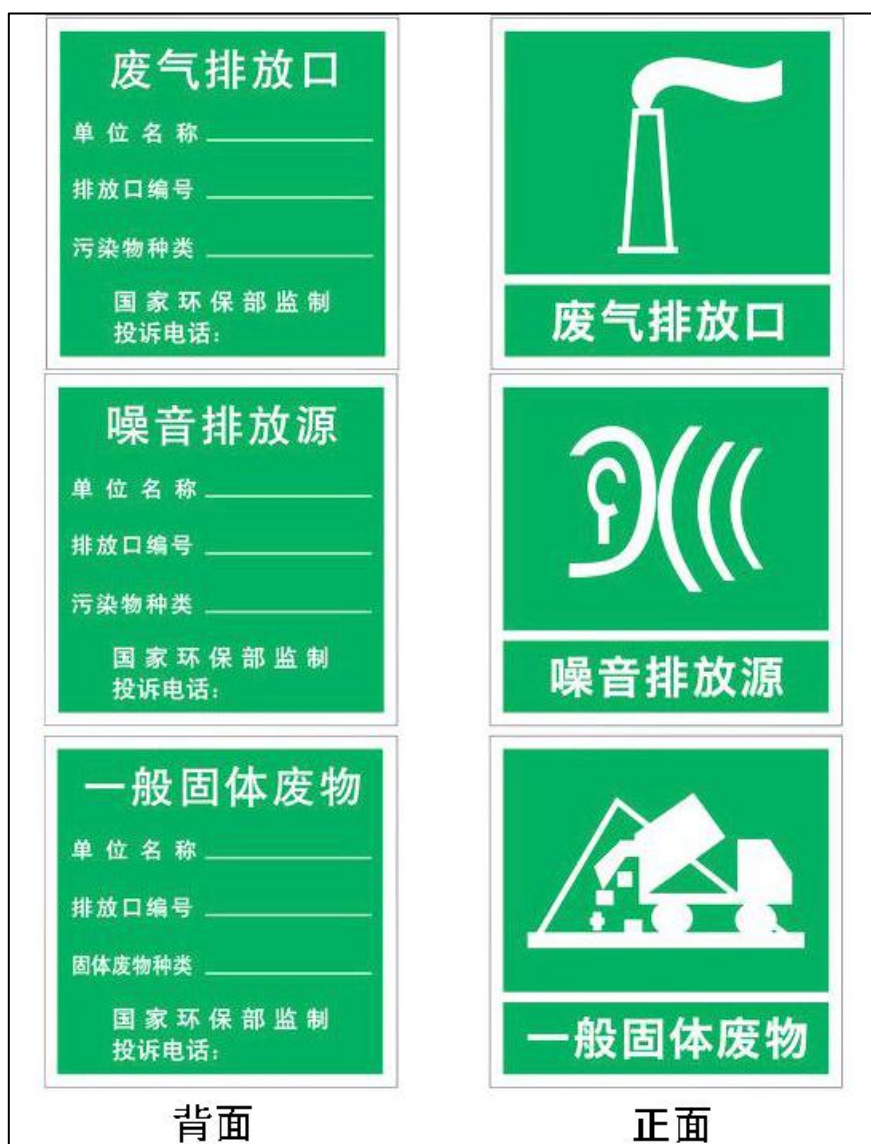 废气排放口
单位名称
排放口编号
污染物种类
国家环保部监制
投诉电话：
废气排放口
噪音排放源
单位名称
排放口编号
污染物种类
国家环保部监制
投诉电话：
噪音排放源
一般固体废物
单位名称
排放口编号
固体废物种类
国家环保部监制
投诉电话：
一般固体废物
背面
正面